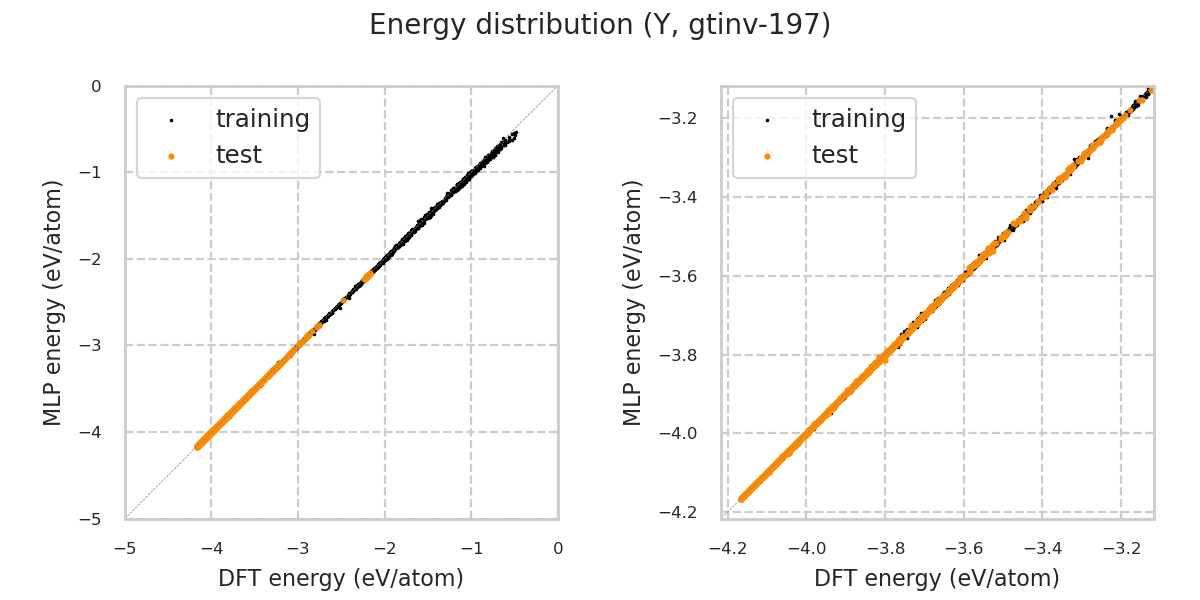 Energy distribution (Y, gtinv-197)
training
test
0
−1
−2
−3
−4
−5
−5
−4
−3
−2
−1
0
MLP energy (eV/atom)
DFT energy (eV/atom)
training
test
−3.2
−3.4
−3.6
−3.8
−4.0
−4.2
−4.2
−4.0
−3.8
−3.6
−3.4
−3.2
MLP energy (eV/atom)
DFT energy (eV/atom)